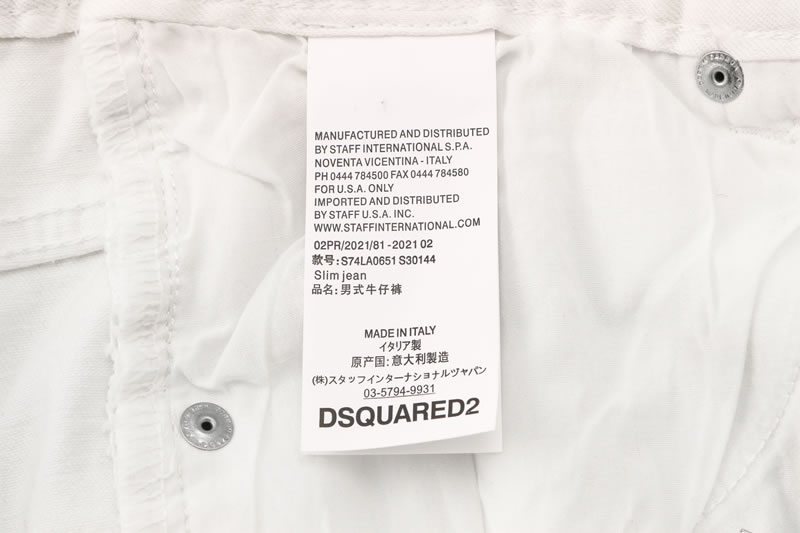 MANUFACTURED AND DISTRIBUTED
BY STAFF INTERNATIONAL S.P.A.
NOVENTA VICENTINA - ITALY
PH 0444 784500 FAX 0444 784580
FOR U.S.A. ONLY
IMPORTED AND DISTRIBUTED
BY STAFF U.S.A. INC.
WWW.STAFFINTERNATIONAL.COM
02PR/2021/81 - 2021 02
款号: S74LA0651 S30144
Slim jean
品名: 男式牛仔裤
MADE IN ITALY
イタリア製
原产国: 意大利製造
(株)スタッフインターナショナルヅャパン
03-5794-9931
DSQUARED2